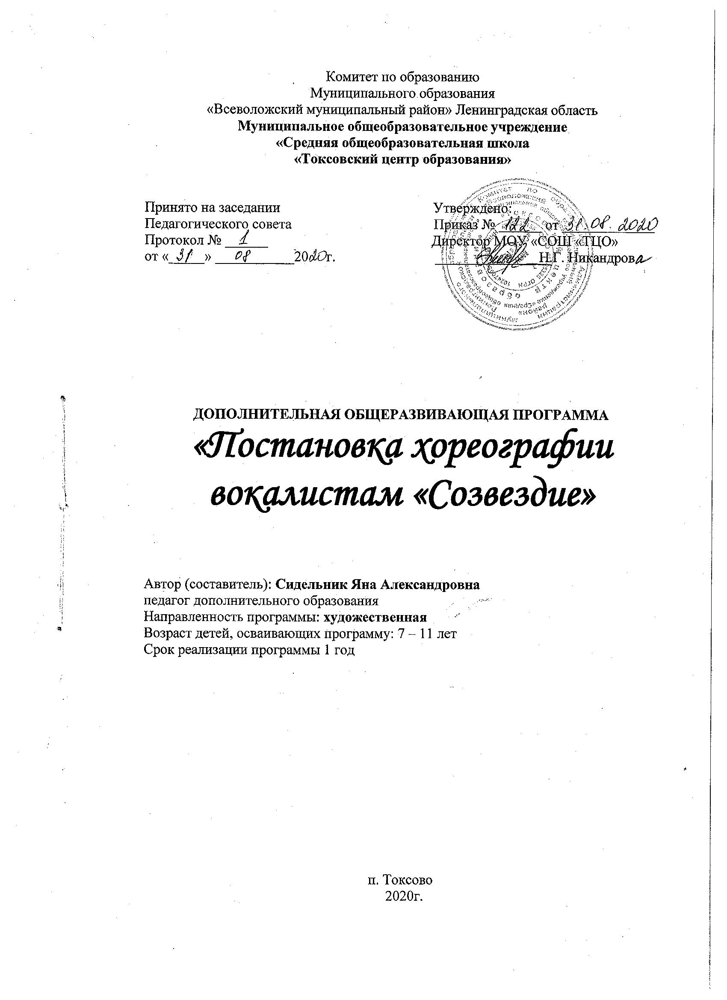 Комитет по образованию
Муниципального образования
«Всеволожский муниципальный район» Ленинградская область
Муниципальное общеобразовательное учреждение
«Средняя общеобразовательная школа
«Токсовский центр образования»
Принято на заседании
Педагогического совета
Протокол № 1
от « 31 » 08 2020г.
Утверждено:
Приказ № 122 от 31.08.2020
Директор МОУ «СОШ «ТЦО»
Н.Г. Никандрова
ДОПОЛНИТЕЛЬНАЯ ОБЩЕРАЗВИВАЮЩАЯ ПРОГРАММА
«Постановка хореографии
вокалистам «Созвездие»
Автор (составитель): Сидельник Яна Александровна
педагог дополнительного образования
Направленность программы: художественная
Возраст детей, осваивающих программу: 7 – 11 лет
Срок реализации программы 1 год
п. Токсово
2020г.